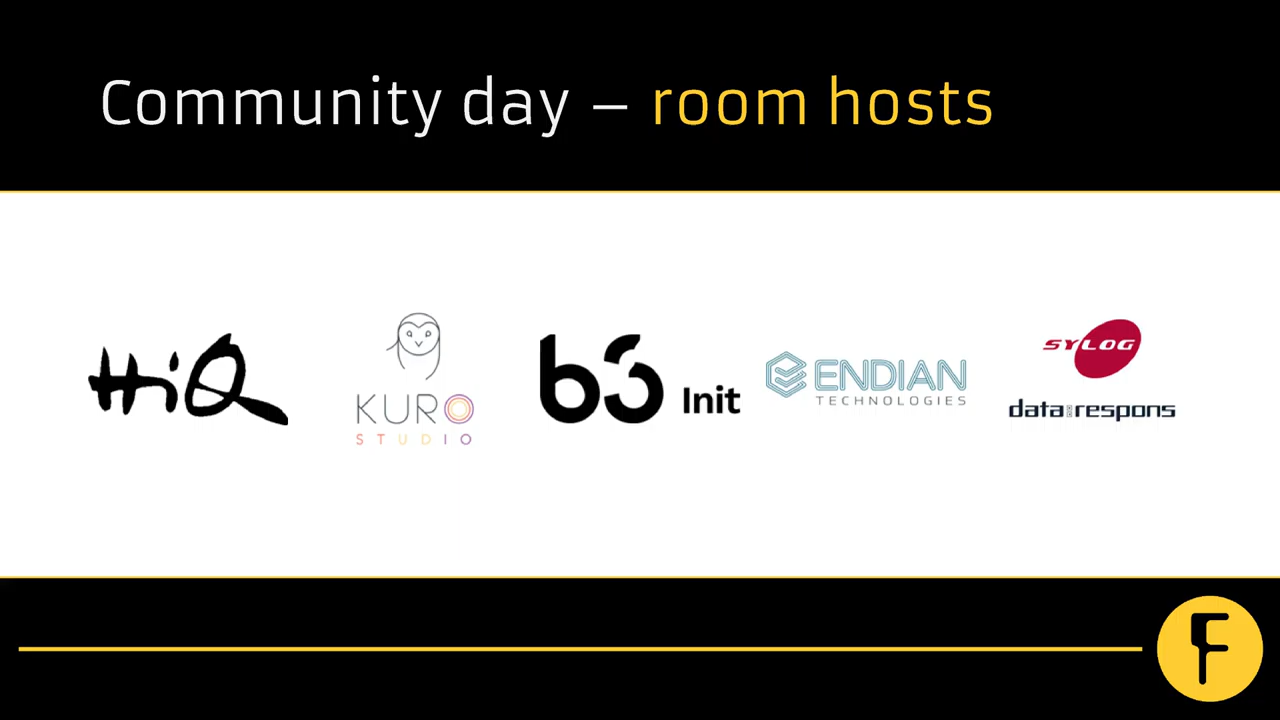 Community day – room hosts
HiQ
KURO
STUDIO
b3 Init
ENDIAN
TECHNOLOGIES
SYLOG
data respons
F